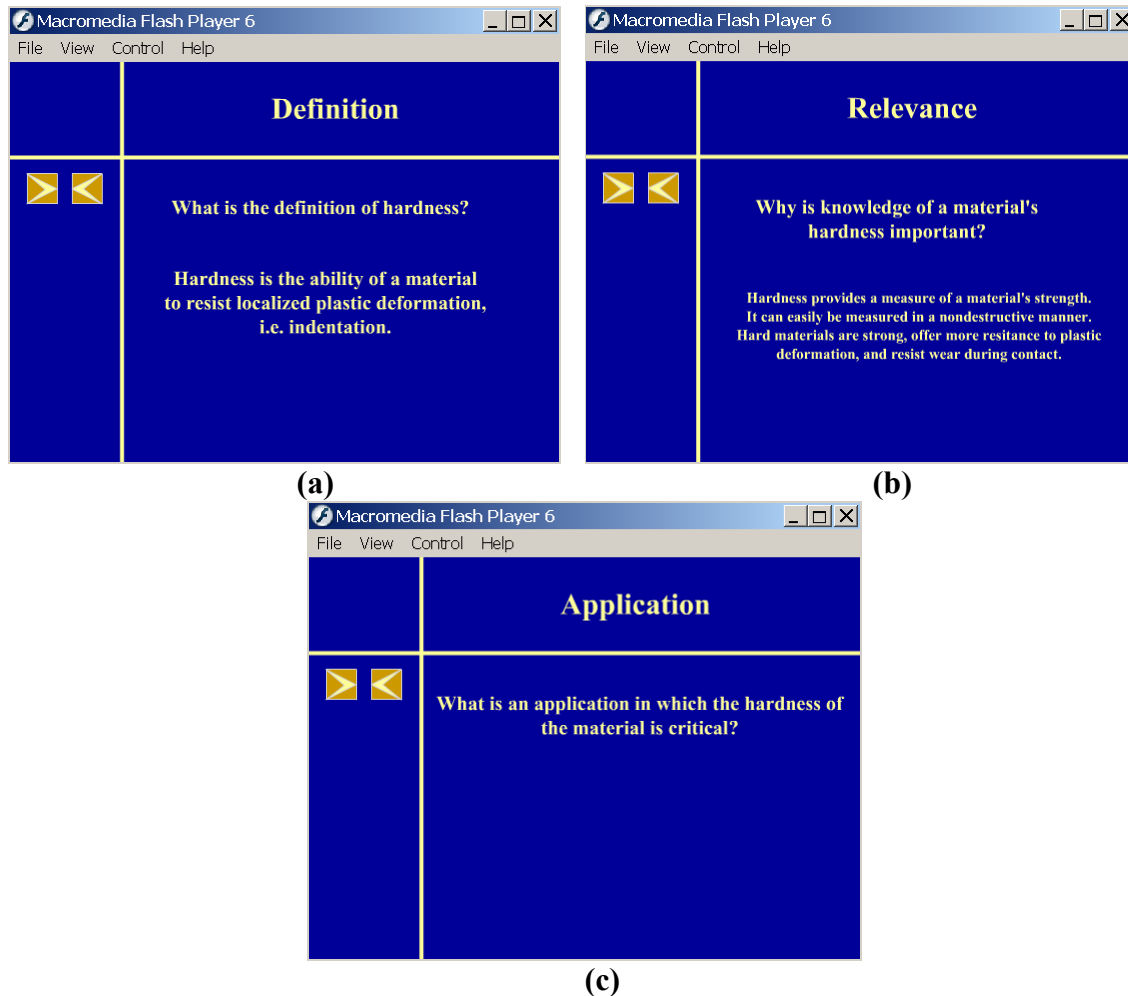 Macromedia Flash Player 6
File View Control Help
Definition
What is the definition of hardness?
Hardness is the ability of a material
to resist localized plastic deformation,
i.e. indentation.
(a)
Macromedia Flash Player 6
File View Control Help
Relevance
Why is knowledge of a material's
hardness important?
Hardness provides a measure of a material's strength.
It can easily be measured in a nondestructive manner.
Hard materials are strong, offer more resitance to plastic
deformation, and resist wear during contact.
(b)
Macromedia Flash Player 6
File View Control Help
Application
What is an application in which the hardness of
the material is critical?
(c)